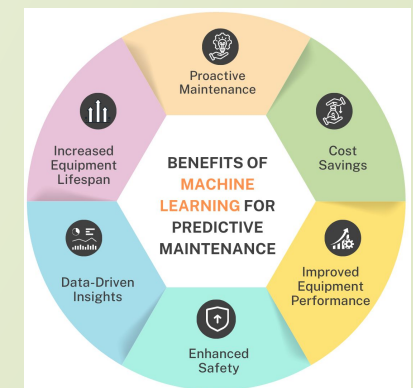 BENEFITS OF
MACHINE
LEARNING FOR
PREDICTIVE
MAINTENANCE
Proactive
Maintenance
Cost
Savings
Improved
Equipment
Performance
Enhanced
Safety
Data-Driven
Insights
Increased
Equipment
Lifespan